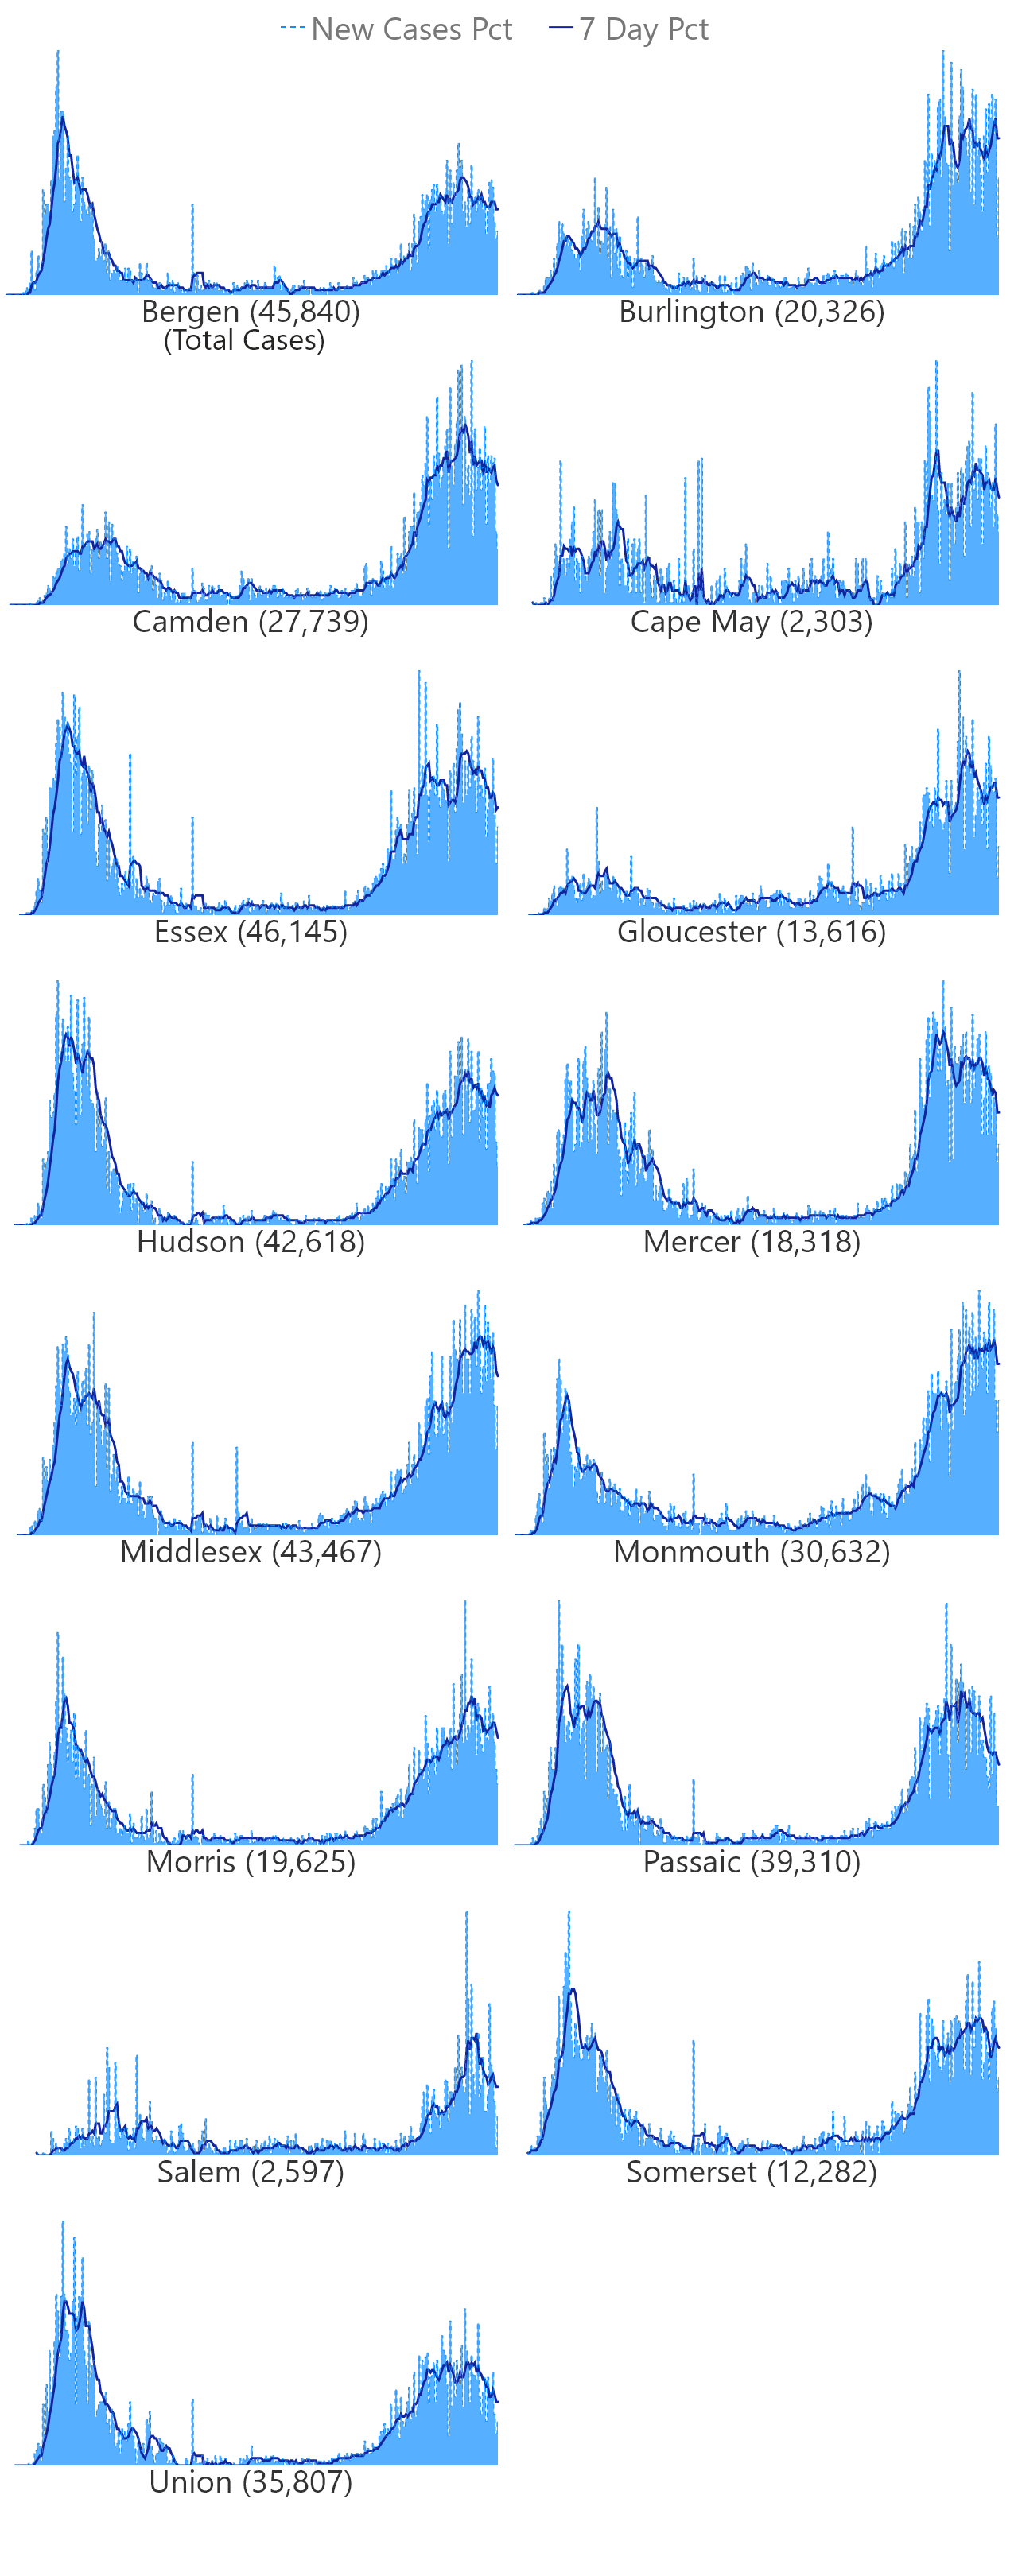 New Cases Pct 7 Day Pct
Bergen (45,840)
(Total Cases)
Burlington (20,326)
Camden (27,739)
Cape May (2,303)
Essex (46,145)
Gloucester (13,616)
Hudson (42,618)
Mercer (18,318)
Middlesex (43,467)
Monmouth (30,632)
Morris (19,625)
Passaic (39,310)
Salem (2,597)
Somerset (12,282)
Union (35,807)